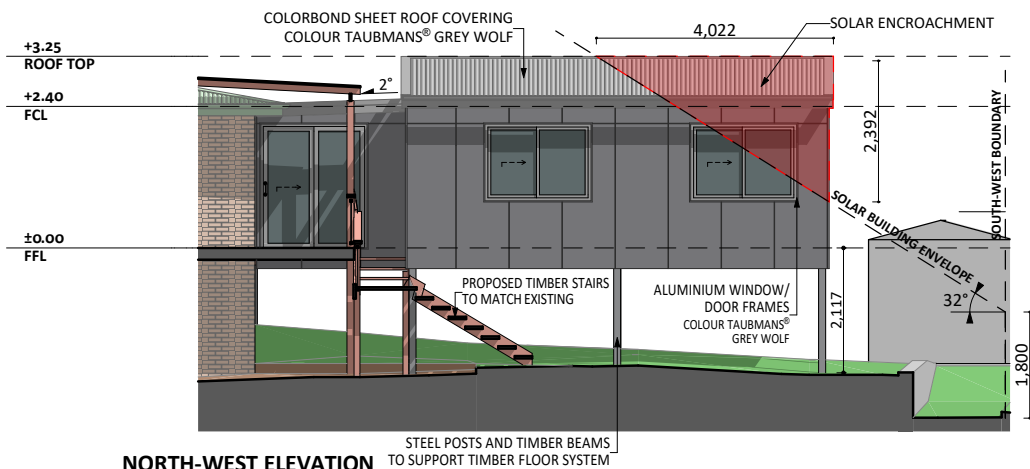 COLORBOND SHEET ROOF COVERING
COLOUR TAUBMANS® GREY WOLF
4,022
SOLAR ENCROACHMENT
+3.25
ROOF TOP
2°
+2.40
FCL
2,392
SOUTH-WEST BOUNDARY
SOLAR BUILDING ENVELOPE
±0.00
FFL
PROPOSED TIMBER STAIRS
TO MATCH EXISTING
ALUMINIUM WINDOW/
DOOR FRAMES
COLOUR TAUBMANS®
GREY WOLF
2,117
32°
1,800
STEEL POSTS AND TIMBER BEAMS
TO SUPPORT TIMBER FLOOR SYSTEM
NORTH-WEST ELEVATION